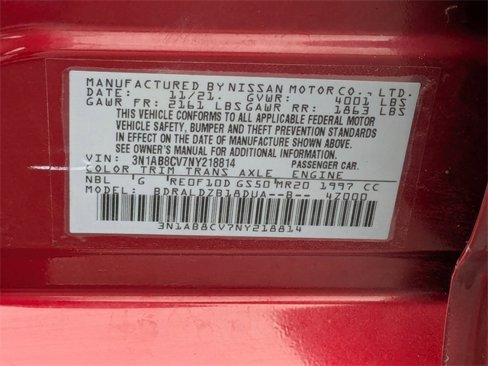 MANUFACTURED BY NISSAN MOTOR CO., LTD.
DATE: 11/21. GVWR: 4001 LBS
GAWR FR: 2161 LBS GAWR RR: 1863 LBS
THIS VEHICLE CONFORMS TO ALL APPLICABLE FEDERAL MOTOR
VEHICLE SAFETY, BUMPER AND THEFT PREVENTION STANDARDS
IN EFFECT ON THE DATE OF MANUFACTURE SHOWN ABOVE.
SEE OWNER'S MANUAL FOR ADDITIONAL INFORMATION.
VIN: 3N1AB8CV7NY218814 PASSENGER CAR.
COLOR TRIM TRANS AXLE ENGINE
NBL G RE0F10D GS50 MR20 1997 CC
MODEL: BDRALDZB18DUA--B-- 4Z000
3N1AB8CV7NY218814